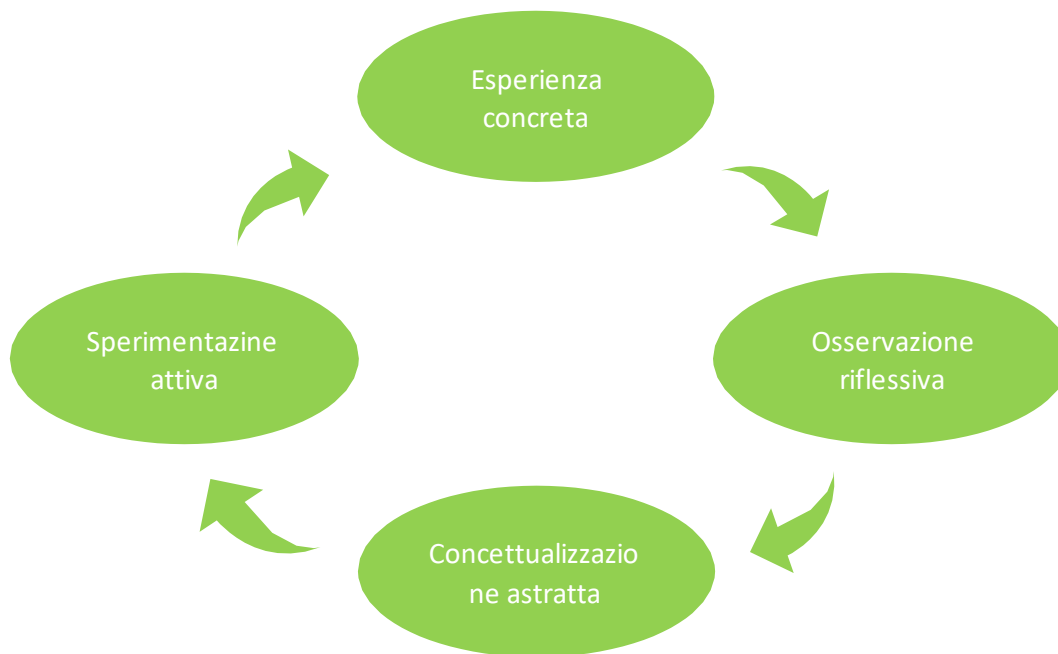 Esperienza
concreta
Sperimentazine
attiva
Osservazione
riflessiva
Concettualizzazio
ne astratta